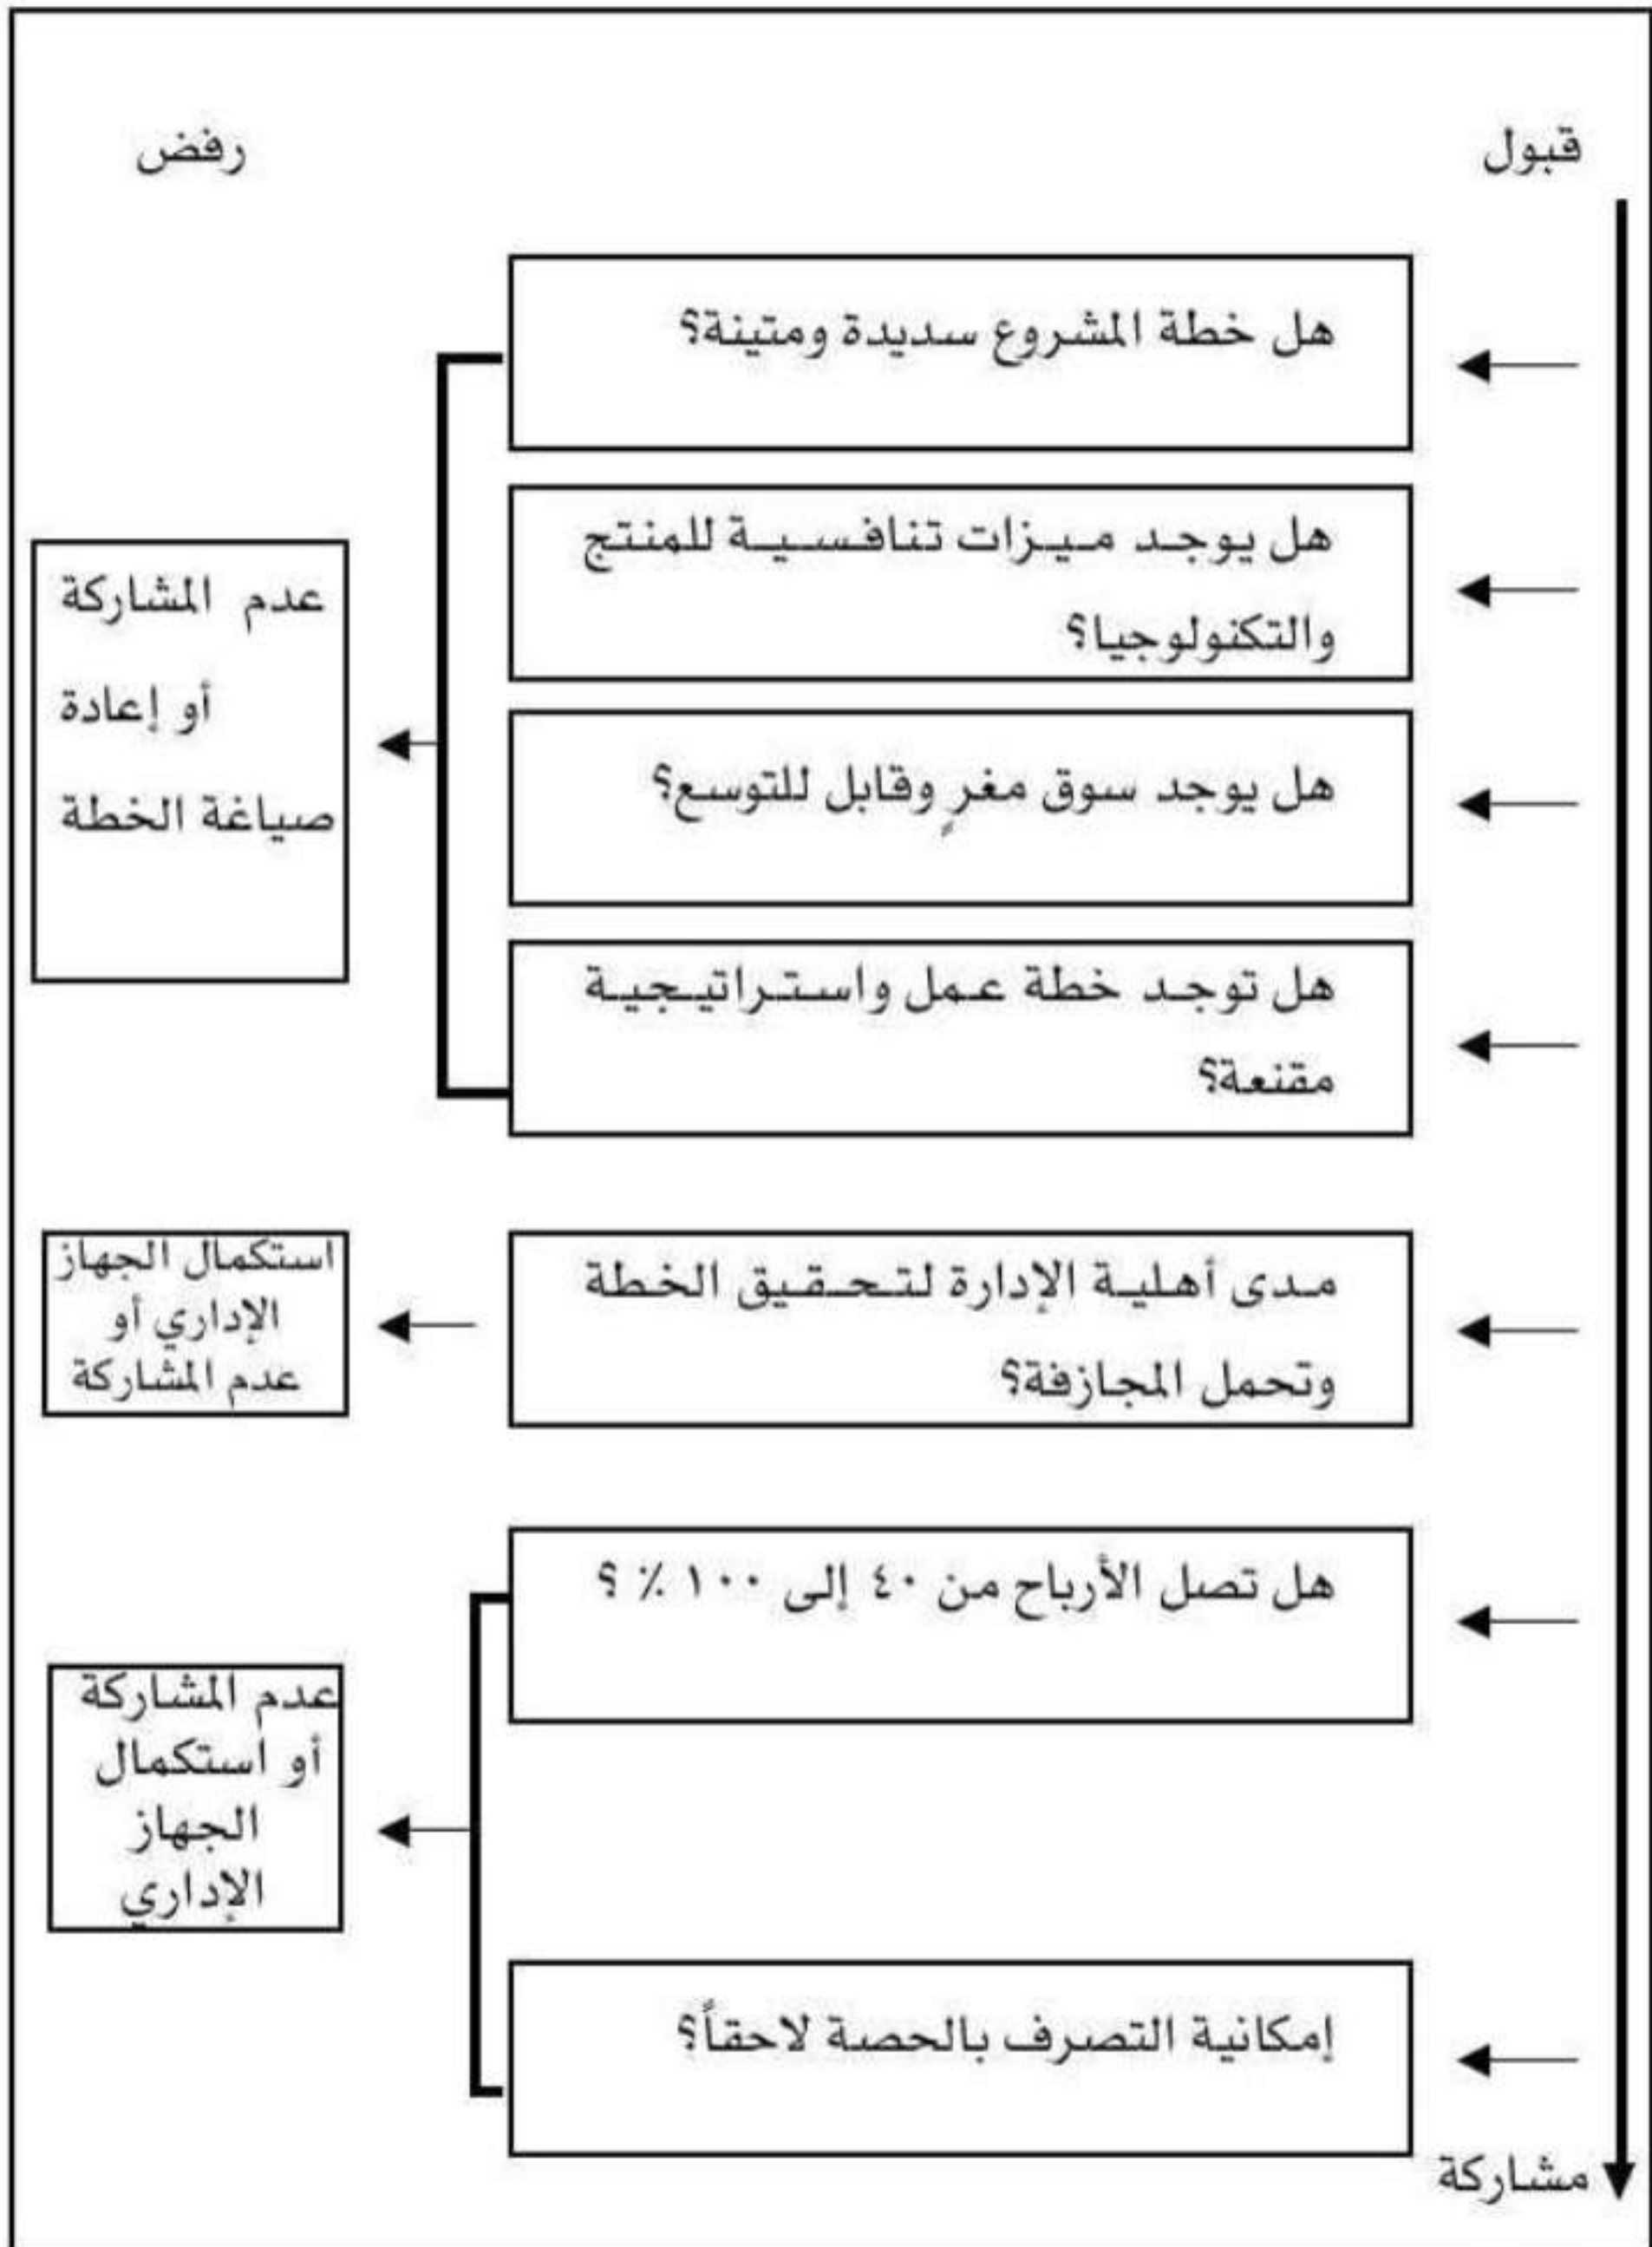 قبول
رفض
هل خطة المشروع سديدة ومتينة؟
هل يوجد ميزات تنافسية للمنتج
والتكنولوجيا؟
هل يوجد سوق مغرٍ وقابل للتوسع؟
هل توجد خطة عمل واستراتيجية
مقنعة؟
عدم المشاركة
أو إعادة
صياغة الخطة
مدى أهلية الإدارة لتحقيق الخطة
وتحمل المجازفة؟
استكمال الجهاز
الإداري أو
عدم المشاركة
هل تصل الأرباح من ٤٠ إلى ١٠٠ ٪ ؟
إمكانية التصرف بالحصة لاحقاً؟
عدم المشاركة
أو استكمال
الجهاز
الإداري
مشاركة